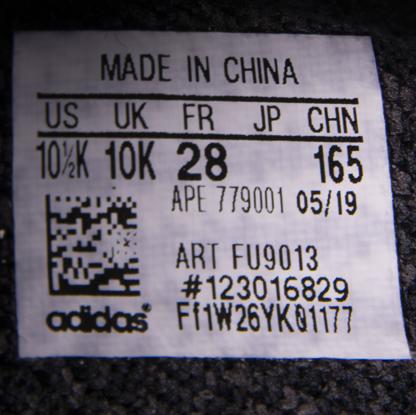 MADE IN CHINA
US UK FR JP CHN
10½K 10K 28 165
APE 779001 05/19
ART FU9013
#123016829
adidas® Ff1W26YKQ1177